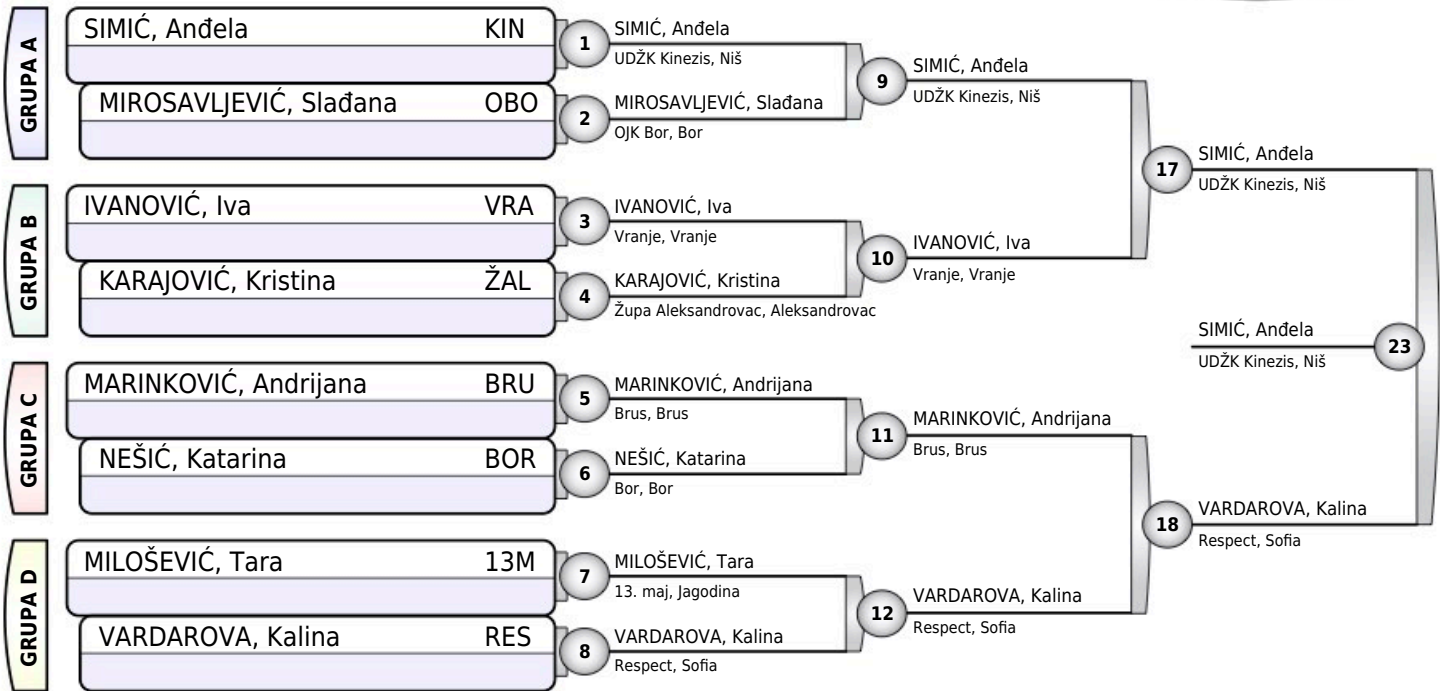 GRUPA A
SIMIĆ, Anđela KIN
MIROSAVLJEVIĆ, Slađana OBO
1
SIMIĆ, Anđela
UDŽK Kinezis, Niš
2
MIROSAVLJEVIĆ, Slađana
OJK Bor, Bor
9
SIMIĆ, Anđela
UDŽK Kinezis, Niš
GRUPA B
IVANOVIĆ, Iva VRA
KARAJOVIĆ, Kristina ŽAL
3
IVANOVIĆ, Iva
Vranje, Vranje
4
KARAJOVIĆ, Kristina
Župa Aleksandrovac, Aleksandrovac
10
IVANOVIĆ, Iva
Vranje, Vranje
17
SIMIĆ, Anđela
UDŽK Kinezis, Niš
GRUPA C
MARINKOVIĆ, Andrijana BRU
NEŠIĆ, Katarina BOR
5
MARINKOVIĆ, Andrijana
Brus, Brus
6
NEŠIĆ, Katarina
Bor, Bor
11
MARINKOVIĆ, Andrijana
Brus, Brus
GRUPA D
MILOŠEVIĆ, Tara 13M
VARDAROVA, Kalina RES
7
MILOŠEVIĆ, Tara
13. maj, Jagodina
8
VARDAROVA, Kalina
Respect, Sofia
12
VARDAROVA, Kalina
Respect, Sofia
18
VARDAROVA, Kalina
Respect, Sofia
SIMIĆ, Anđela
UDŽK Kinezis, Niš
23